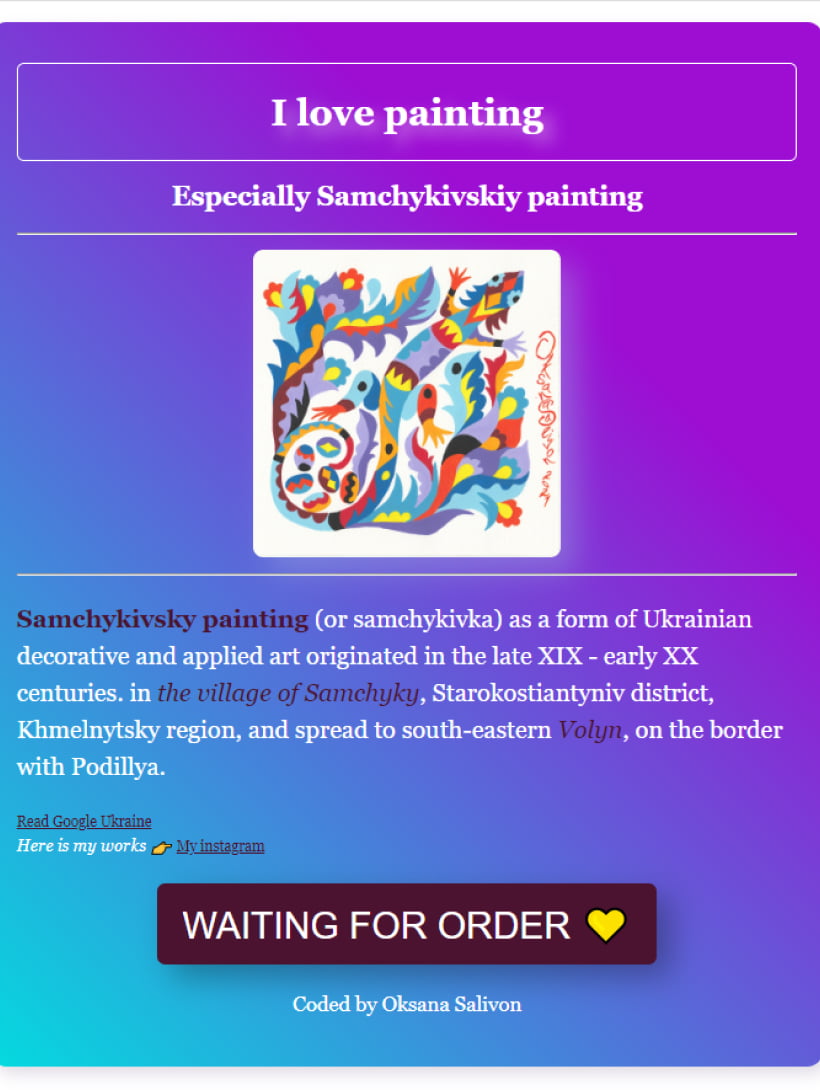 I love painting
Especially Samchykivskiy painting
Samchykivsky painting (or samchykivka) as a form of Ukrainian
decorative and applied art originated in the late XIX - early XX
centuries. in the village of Samchyky, Starokostiantyniv district,
Khmelnytsky region, and spread to south-eastern Volyn, on the border
with Podillya.
Read Google Ukraine
Here is my works 👉 My instagram
WAITING FOR ORDER 💛
Coded by Oksana Salivon